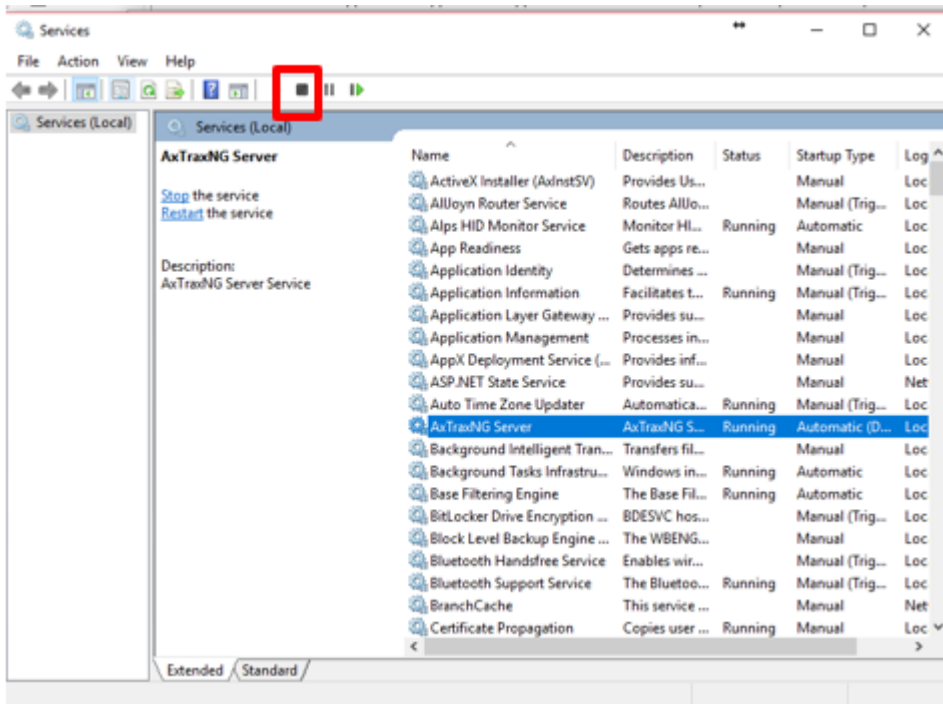 Services
File Action View Help
Services (Local)
Services (Local)
AxTraxNG Server
Stop the service
Restart the service
Description:
AxTraxNG Server Service
Name Description Status Startup Type Log
ActiveX Installer (AxInstSV) Provides Us... Manual Loc
AllJoyn Router Service Routes AllJo... Manual (Trig... Loc
Alps HID Monitor Service Monitor HI... Running Automatic Loc
App Readiness Gets apps re... Manual Loc
Application Identity Determines ... Manual (Trig... Loc
Application Information Facilitates t... Running Manual (Trig... Loc
Application Layer Gateway ... Provides su... Manual Loc
Application Management Processes in... Manual Loc
AppX Deployment Service (... Provides inf... Manual Loc
ASP.NET State Service Provides su... Manual Net
Auto Time Zone Updater Automatica... Running Manual (Trig... Loc
AxTraxNG Server AxTraxNG S... Running Automatic (D... Loc
Background Intelligent Tran... Transfers fil... Manual Loc
Background Tasks Infrastru... Windows in... Running Automatic Loc
Base Filtering Engine The Base Fil... Running Automatic Loc
BitLocker Drive Encryption ... BDESVC hos... Manual (Trig... Loc
Block Level Backup Engine ... The WBENG... Manual Loc
Bluetooth Handsfree Service Enables wir... Manual (Trig... Loc
Bluetooth Support Service The Bluetoo... Running Manual (Trig... Loc
BranchCache This service ... Manual Net
Certificate Propagation Copies user ... Running Manual Loc
Extended Standard